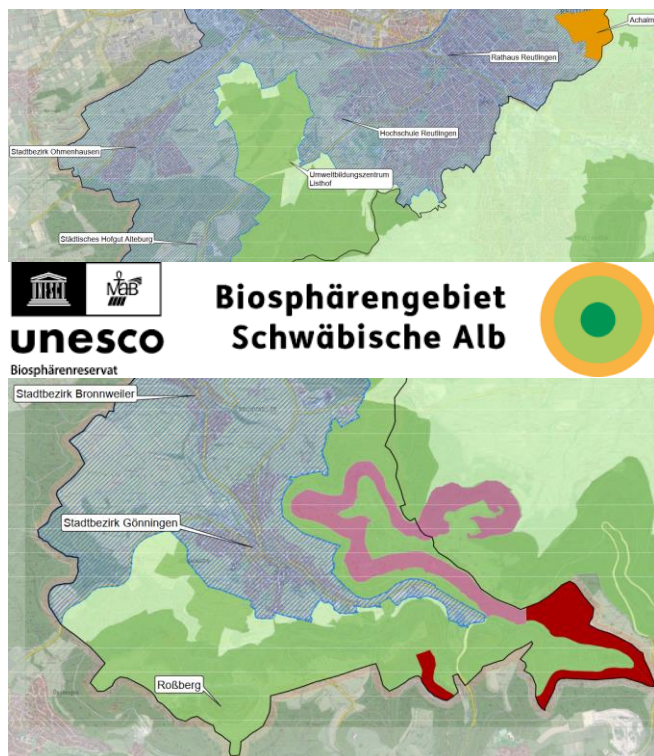 Achalm
Rathaus Reutlingen
Hochschule Reutlingen
Stadtbezirk Ohmenhausen
Umweltbildungszentrum
Listhof
Städtisches Hofgut Alteburg
UNESCO
MaB
unesco
Biosphärenreservat
Biosphärengebiet
Schwäbische Alb
Stadtbezirk Bronnweiler
Stadtbezirk Gönningen
Roßberg